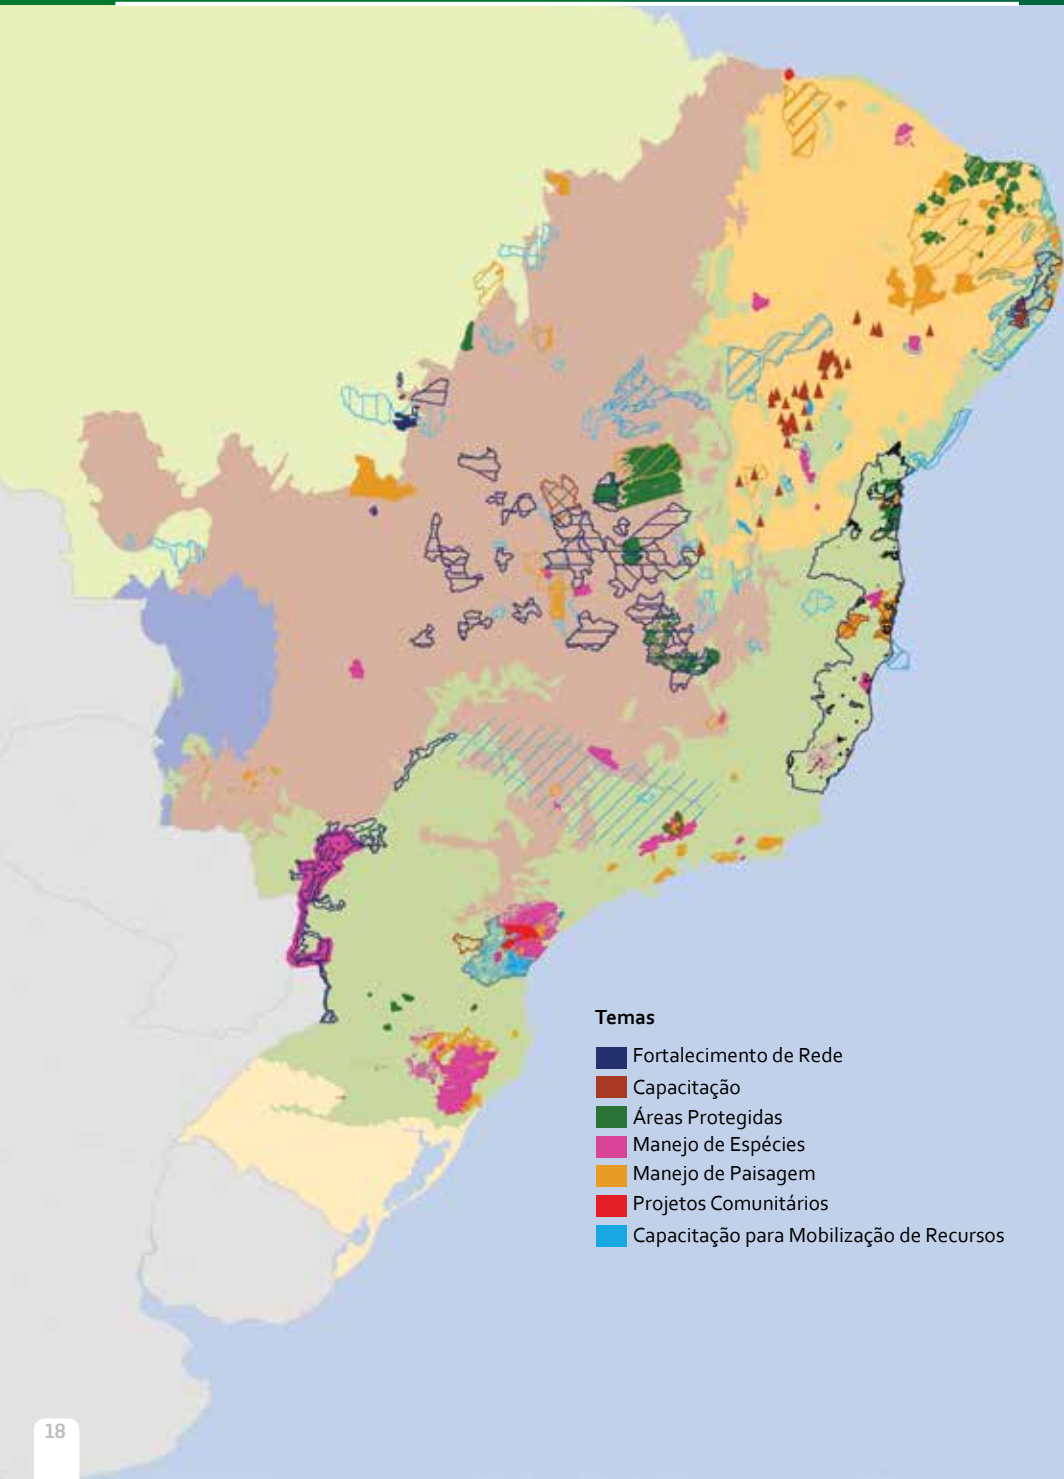 Temas
Fortalecimento de Rede
Capacitação
Áreas Protegidas
Manejo de Espécies
Manejo de Paisagem
Projetos Comunitários
Capacitação para Mobilização de Recursos
18